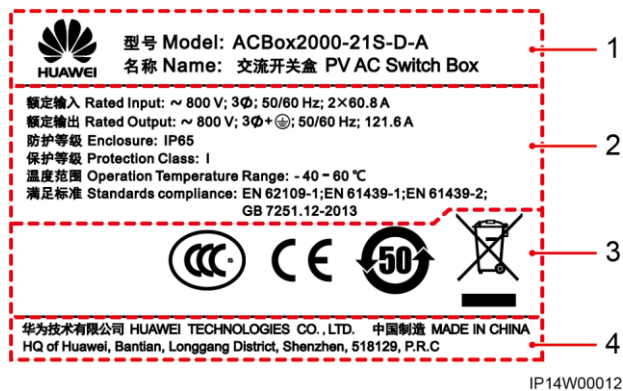 HUAWEI
型号 Model: ACBox2000-21S-D-A
名称 Name: 交流开关盒 PV AC Switch Box
1
额定输入 Rated Input: ~ 800 V; 3Φ; 50/60 Hz; 2×60.8 A
额定输出 Rated Output: ~ 800 V; 3Φ+⏚; 50/60 Hz; 121.6 A
防护等级 Enclosure: IP65
保护等级 Protection Class: I
温度范围 Operation Temperature Range: - 40 - 60 ℃
满足标准 Standards compliance: EN 62109-1;EN 61439-1;EN 61439-2;
GB 7251.12-2013
2
CCC S
CE
50
3
华为技术有限公司 HUAWEI TECHNOLOGIES CO., LTD. 中国制造 MADE IN CHINA
HQ of Huawei, Bantian, Longgang District, Shenzhen, 518129, P.R.C
4
IP14W00012